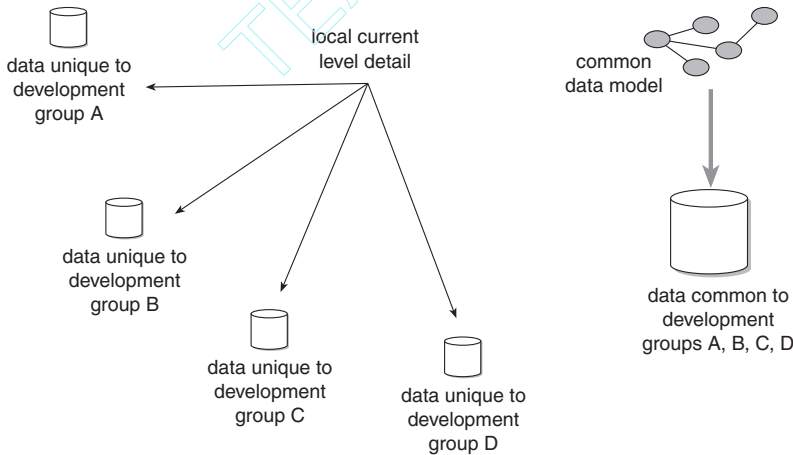 data unique to
development
group A
local current
level detail
common
data model
data unique to
development
group B
data unique to
development
group C
data unique to
development
group D
data common to
development
groups A, B, C, D